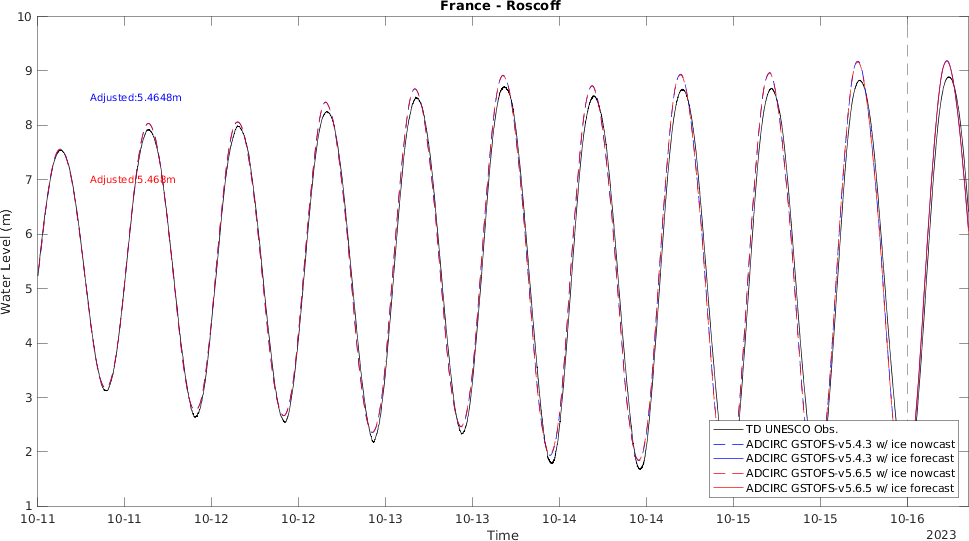 France - Roscoff
10
9
8
7
6
5
4
3
2
1
Water Level (m)
Adjusted:5.4648m
Adjusted:5.468m
TD UNESCO Obs.
ADCIRC GSTOFS-v5.4.3 w/ ice nowcast
ADCIRC GSTOFS-v5.4.3 w/ ice forecast
ADCIRC GSTOFS-v5.6.5 w/ ice nowcast
ADCIRC GSTOFS-v5.6.5 w/ ice forecast
10-11 10-11 10-12 10-12 10-13 10-13 10-14 10-14 10-15 10-15 10-16
Time
2023